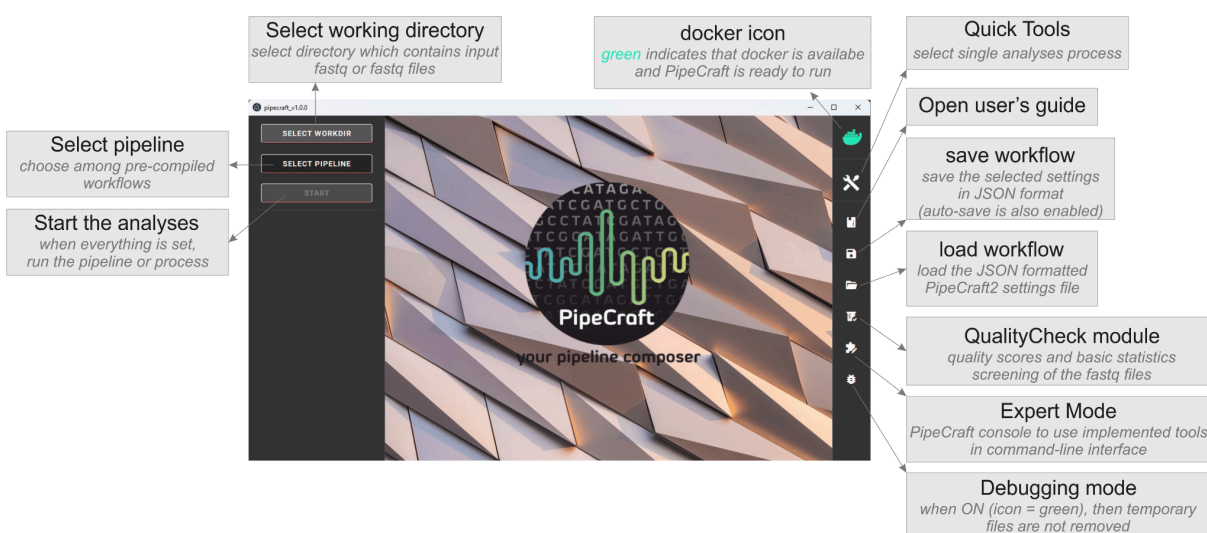 Select working directory
select directory which contains input
fastq or fastq files
docker icon
green indicates that docker is availabe
and PipeCraft is ready to run
Quick Tools
select single analyses process
Open user's guide
save workflow
save the selected settings
in JSON format
(auto-save is also enabled)
load workflow
load the JSON formatted
PipeCraft2 settings file
QualityCheck module
quality scores and basic statistics
screening of the fastq files
Expert Mode
PipeCraft console to use implemented tools
in command-line interface
Debugging mode
when ON (icon = green), then temporary
files are not removed
Select pipeline
choose among pre-compiled
workflows
Start the analyses
when everything is set,
run the pipeline or process
pipecraft_v1.0.0
SELECT WORKDIR
SELECT PIPELINE
START
CATAGA
ATCGATGCTG
GCCTATCGATAG
PipeCraft
your pipeline composer